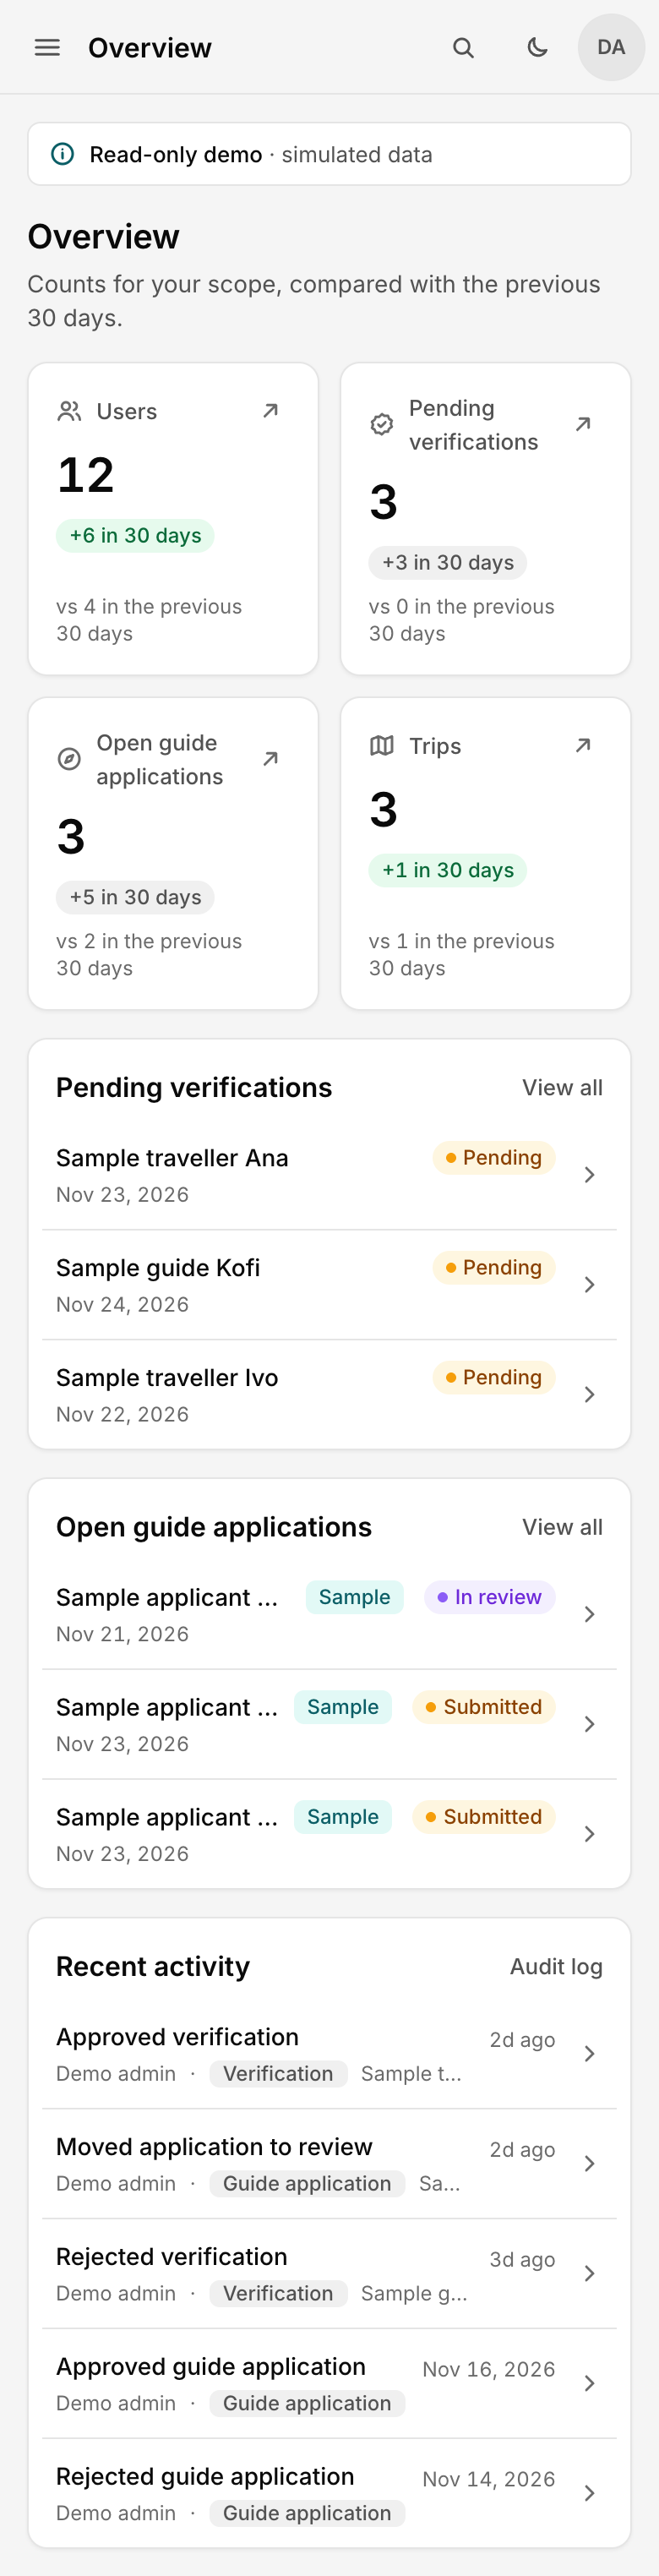 Overview
DA
Read-only demo · simulated data
Overview
Counts for your scope, compared with the previous
30 days.
Users
12
+6 in 30 days
vs 4 in the previous
30 days
Pending
verifications
3
+3 in 30 days
vs 0 in the previous
30 days
Open guide
applications
3
+5 in 30 days
vs 2 in the previous
30 days
Trips
3
+1 in 30 days
vs 1 in the previous
30 days
Pending verifications View all
Sample traveller Ana Pending
Nov 23, 2026
Sample guide Kofi Pending
Nov 24, 2026
Sample traveller Ivo Pending
Nov 22, 2026
Open guide applications View all
Sample applicant ... Sample In review
Nov 21, 2026
Sample applicant ... Sample Submitted
Nov 23, 2026
Sample applicant ... Sample Submitted
Nov 23, 2026
Recent activity Audit log
Approved verification 2d ago
Demo admin · Verification Sample t...
Moved application to review 2d ago
Demo admin · Guide application Sa...
Rejected verification 3d ago
Demo admin · Verification Sample g...
Approved guide application Nov 16, 2026
Demo admin · Guide application
Rejected guide application Nov 14, 2026
Demo admin · Guide application